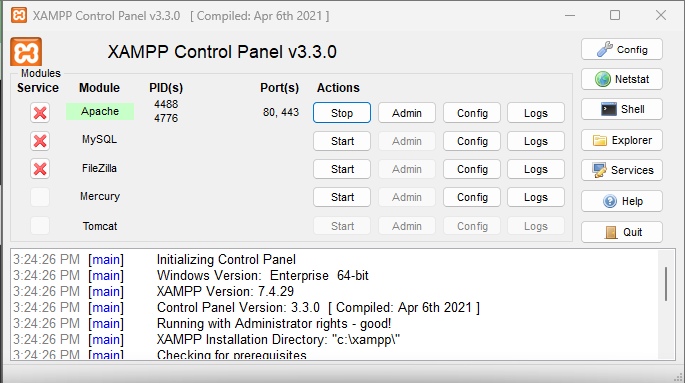 XAMPP Control Panel v3.3.0 [ Compiled: Apr 6th 2021 ]
XAMPP Control Panel v3.3.0
Modules
Service Module PID(s) Port(s) Actions
Apache 4488 4776 80, 443 Stop Admin Config Logs
MySQL Start Admin Config Logs
FileZilla Start Admin Config Logs
Mercury Start Admin Config Logs
Tomcat Start Admin Config Logs
Config
Netstat
Shell
Explorer
Services
Help
Quit
3:24:26 PM [main] Initializing Control Panel
3:24:26 PM [main] Windows Version: Enterprise 64-bit
3:24:26 PM [main] XAMPP Version: 7.4.29
3:24:26 PM [main] Control Panel Version: 3.3.0 [ Compiled: Apr 6th 2021 ]
3:24:26 PM [main] Running with Administrator rights - good!
3:24:26 PM [main] XAMPP Installation Directory: "c:\xampp\"
3:24:26 PM [main] Checking for prerequisites